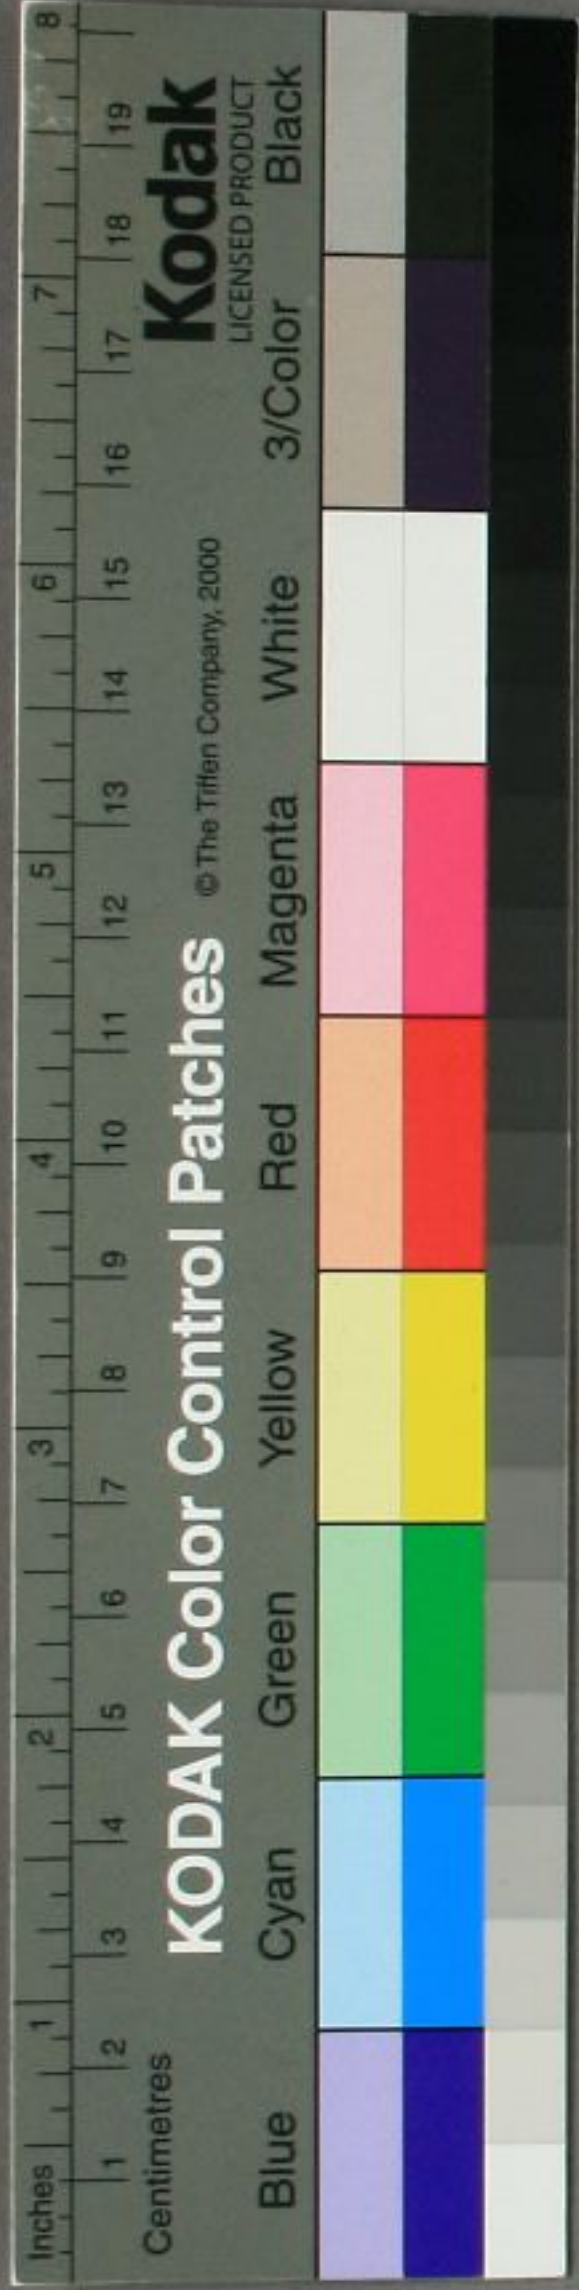 Inches 1 2 3 4 5 6 7 8
Centimetres 1 2 3 4 5 6 7 8 9 10 11 12 13 14 15 16 17 18 19
KODAK Color Control Patches © The Tiffen Company, 2000 Kodak
LICENSED PRODUCT
Blue Cyan Green Yellow Red Magenta White 3/Color Black